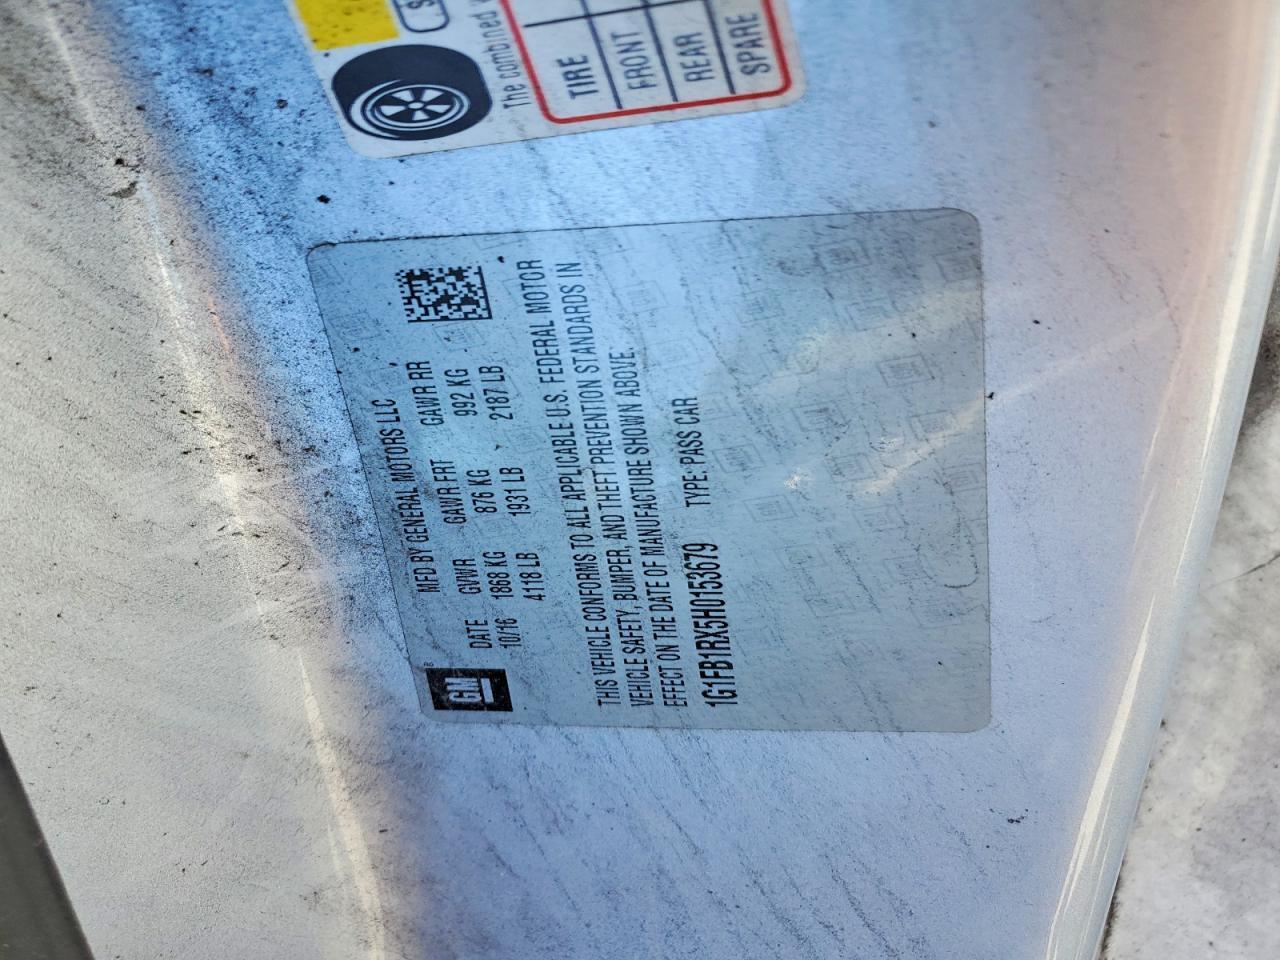 The combined
TIRE
FRONT
REAR
SPARE
MFD BY GENERAL MOTORS LLC
GM
DATE GVWR GAWR FRT GAWR RR
10/16 1868 KG 876 KG 992 KG
4118 LB 1931 LB 2187 LB
THIS VEHICLE CONFORMS TO ALL APPLICABLE U.S. FEDERAL MOTOR
VEHICLE SAFETY, BUMPER, AND THEFT PREVENTION STANDARDS IN
EFFECT ON THE DATE OF MANUFACTURE SHOWN ABOVE.
1G1FB1RX5H0153679 TYPE: PASS CAR